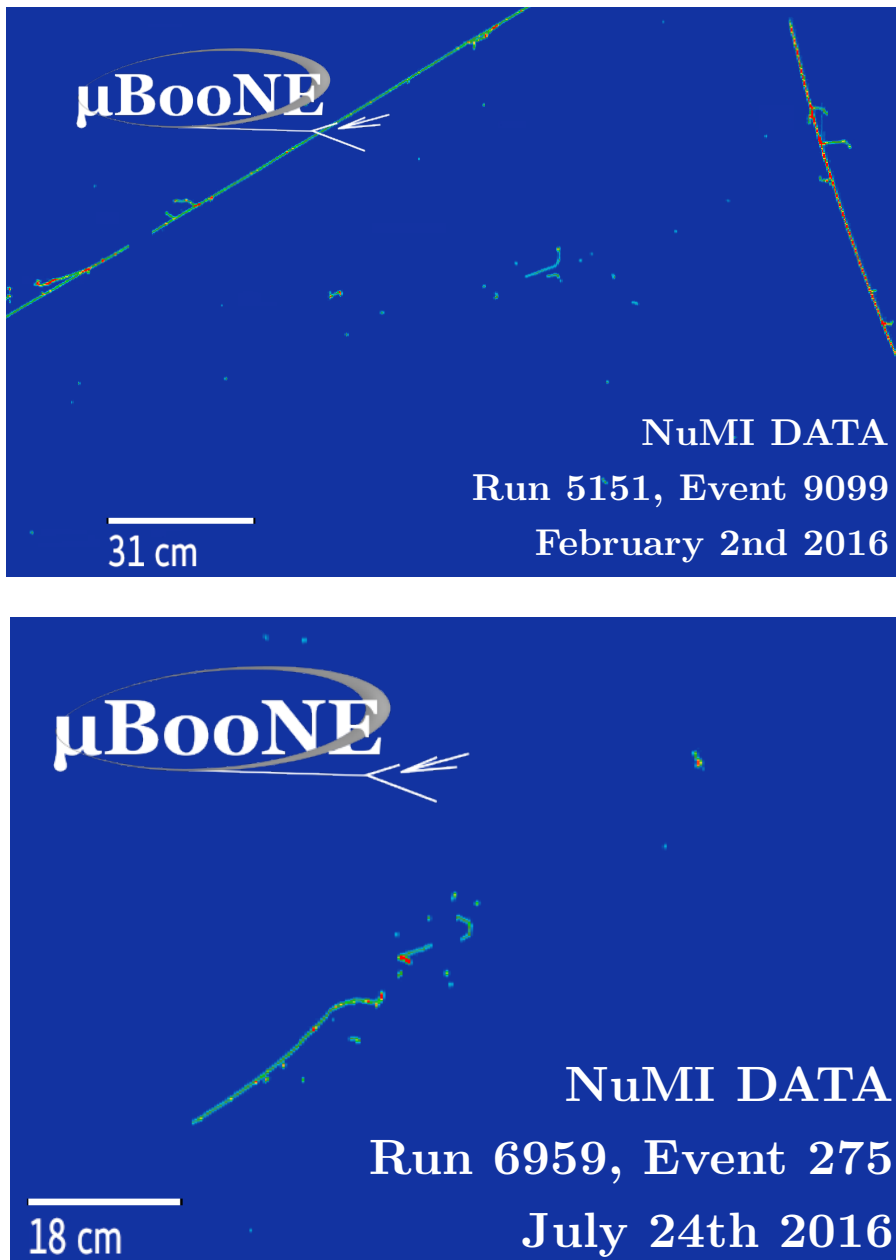 µBooNE
NuMI DATA
Run 5151, Event 9099
February 2nd 2016
31 cm
µBooNE
NuMI DATA
Run 6959, Event 275
July 24th 2016
18 cm